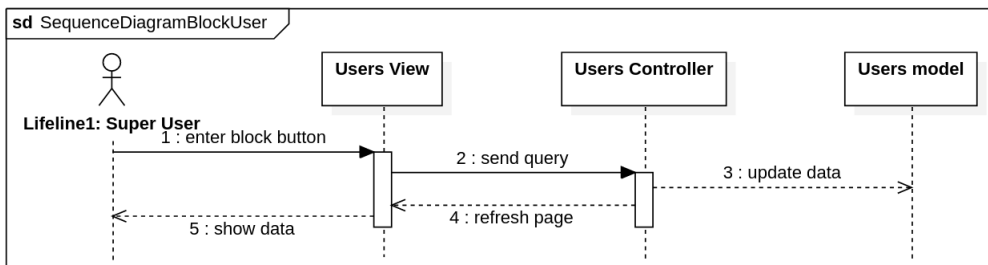 sd SequenceDiagramBlockUser
Users View
Users Controller
Users model
Lifeline1: Super User
1 : enter block button
2 : send query
3 : update data
4 : refresh page
5 : show data